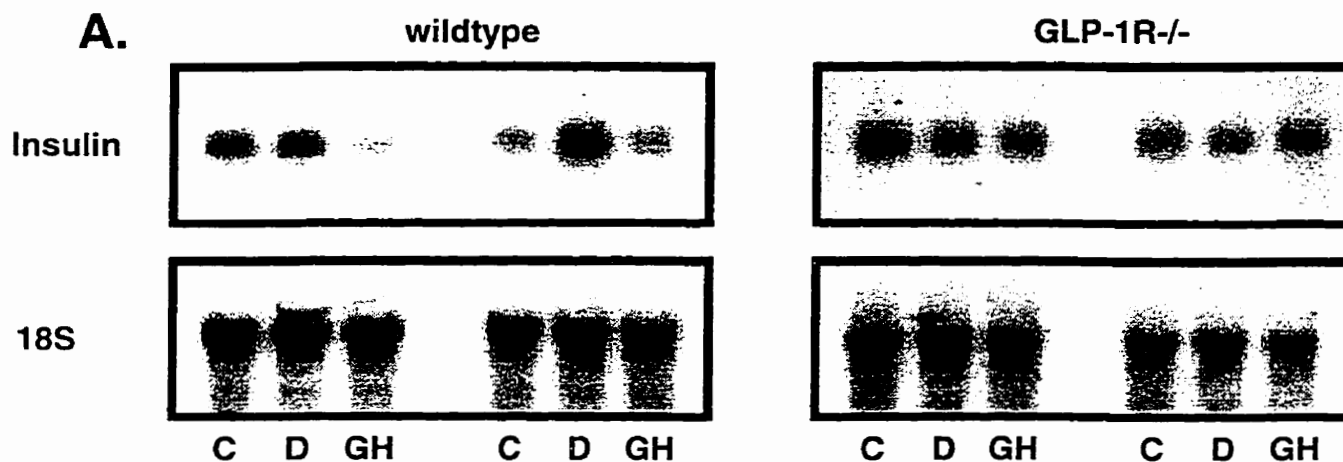 A.
wildtype GLP-1R-/-
Insulin
18S
C D GH C D GH C D GH C D GH